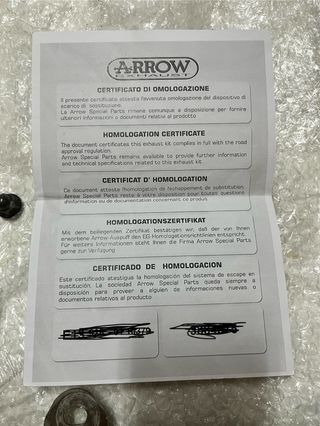 ARROW
EXHAUST
CERTIFICATO DI OMOLOGAZIONE
Il presente certificato attesta l'avvenuta omologazione del dispositivo di
scarico di sostituzione.
La Arrow Special Parts rimane comunque a disposizione per fornire
ulteriori informazioni o documenti relativi al prodotto
HOMOLOGATION CERTIFICATE
The document certificates this exhaust kit complies in full with the road
approval regulation.
Arrow Special Parts remains available to provide further information
and technical specifications related to this exhaust kit.
CERTIFICAT D' HOMOLOGATION
Ce document atteste l'homologation de l'echappement de substitution.
Arrow Special Parts reste à votre disposition pour toutes questions
d'information ou de documentation concernant ce produit.
HOMOLOGATIONSZERTIFIKAT
Mit dem beiliegenden Zertifikat bestätigen wir, daß der von Ihnen
erworbene Arrow-Auspuff den EG-Homologationsrichtlinien entspricht.
Für weitere Informationen steht Ihnen die Firma Arrow Special Parts
gerne zur Verfügung
CERTIFICADO DE HOMOLOGACION
Este certificado atestigua la homologación del sistema de escape en
sustitución. La sociedad Arrow Special Parts queda siempre a
disposición para proveer a alguien de informaciones nuevas o
documentos relativos al producto.